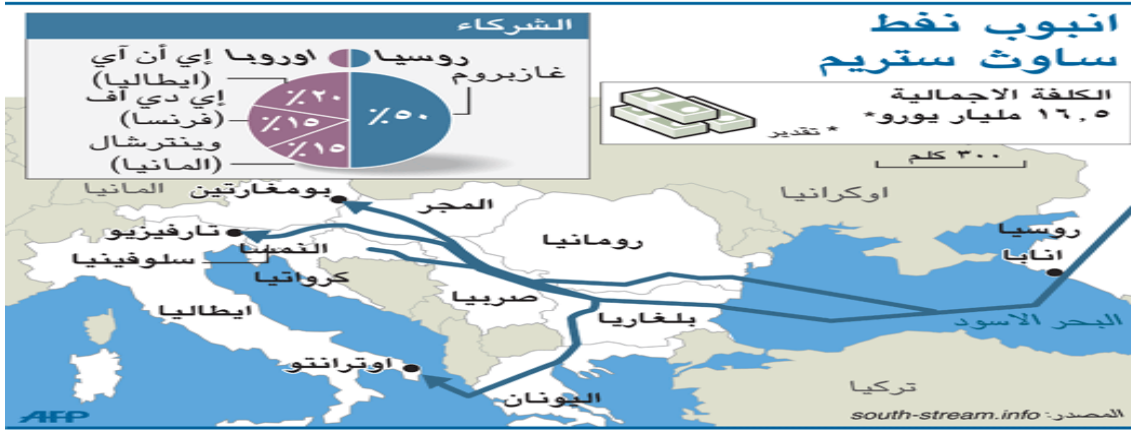 انبوب نفط
ساوث ستريم
الكلفة الاجمالية
١٦,٥ مليار يورو*
* تقدير
٣٠٠ كلم
الشركاء
روسيا
اوروبا
غازبروم
٥٠٪
إي أن آي
(ايطاليا)
٢٠٪
إي دي اف
(فرنسا)
١٥٪
وينترشال
(المانيا)
١٥٪
المانيا
بومغارتين
المجر
اوكرانيا
روسيا
انابا
تارفيزيو
النمسا
سلوفينيا
كرواتيا
رومانيا
صربيا
بلغاريا
البحر الاسود
ايطاليا
اوترانتو
اليونان
تركيا
المصدر: south-stream.info
AFP